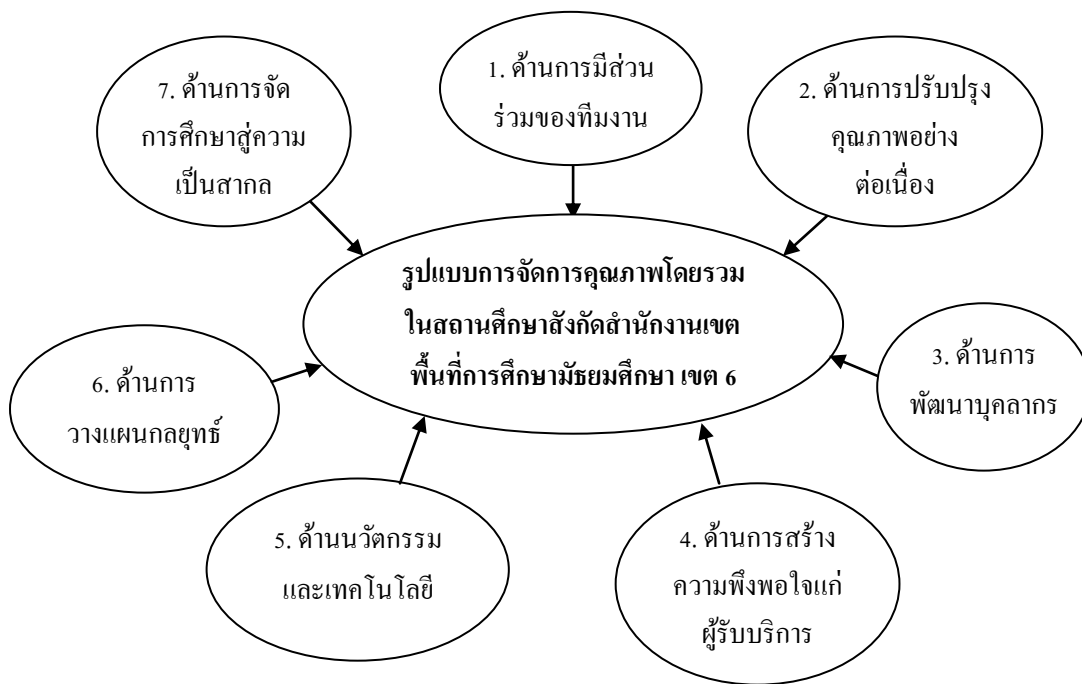 1. ด้านการมีส่วน
ร่วมของทีมงาน
2. ด้านการปรับปรุง
คุณภาพอย่าง
ต่อเนื่อง
3. ด้านการ
พัฒนาบุคลากร
4. ด้านการสร้าง
ความพึงพอใจแก่
ผู้รับบริการ
5. ด้านนวัตกรรม
และเทคโนโลยี
6. ด้านการ
วางแผนกลยุทธ์
7. ด้านการจัด
การศึกษาสู่ความ
เป็นสากล
รูปแบบการจัดการคุณภาพโดยรวม
ในสถานศึกษาสังกัดสำนักงานเขต
พื้นที่การศึกษามัธยมศึกษา เขต 6